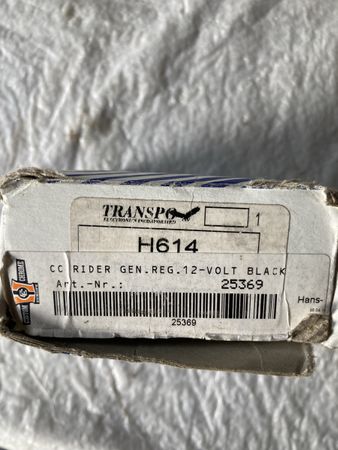 TRANSPO
ELECTRONICS INCORPORATED
1
H614
CC RIDER GEN.REG.12-VOLT BLACK
Art.-Nr.: 25369
25369
Hans-